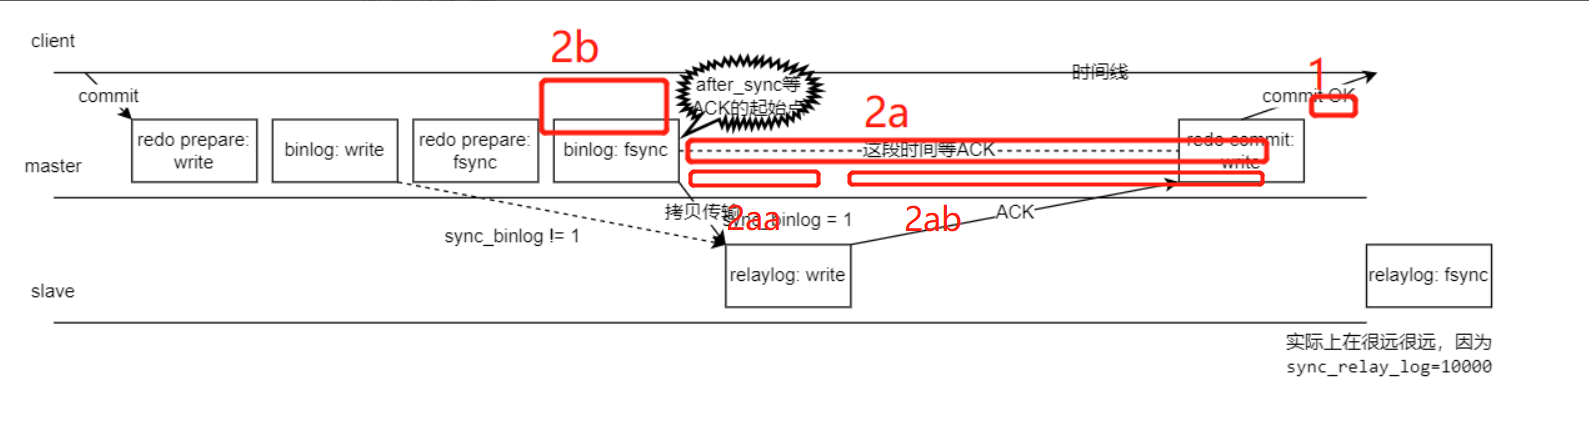 client
2b
after_sync等
ACK的起始点
时间线
1
commit
commit OK
2a
redo prepare:
write
binlog: write
redo prepare:
fsync
binlog: fsync
这段时间等ACK
redo commit:
write
master
拷贝传输
sync_binlog = 1
2aa
2ab
ACK
sync_binlog != 1
relaylog: write
relaylog: fsync
slave
实际上在很远很远，因为
sync_relay_log=10000